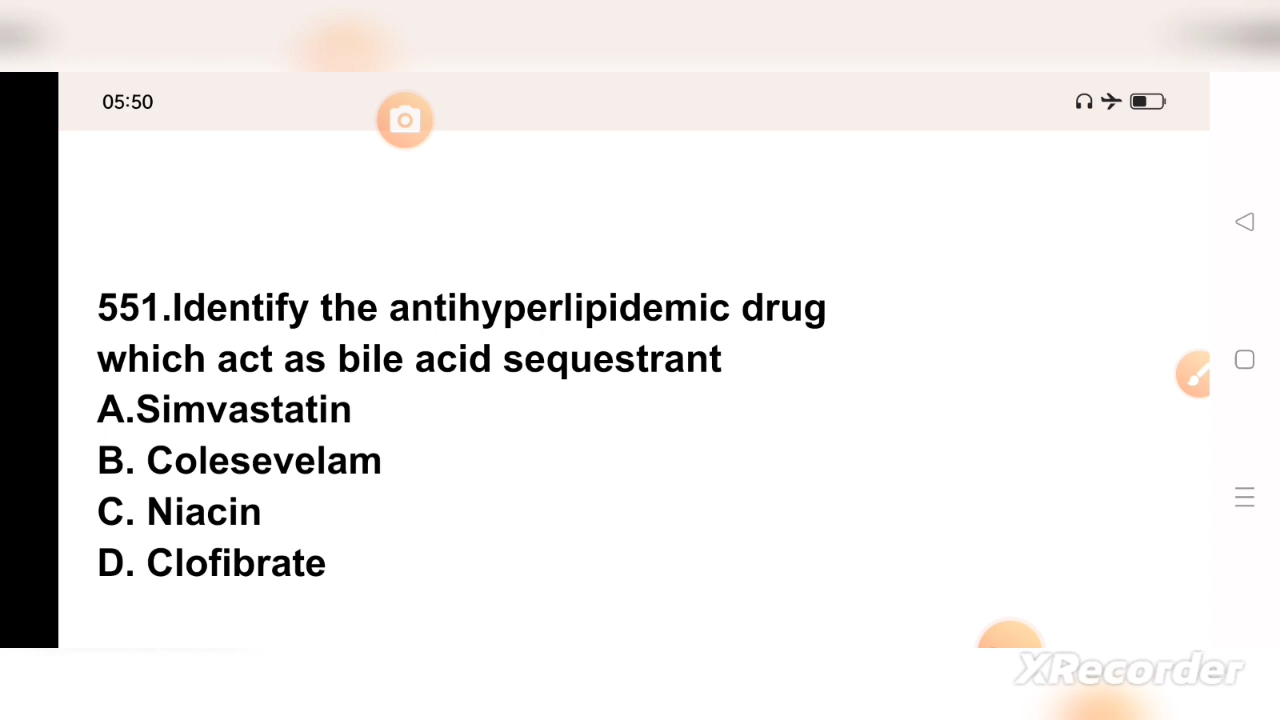 05:50
551.Identify the antihyperlipidemic drug
which act as bile acid sequestrant
A.Simvastatin
B. Colesevelam
C. Niacin
D. Clofibrate
XRecorder